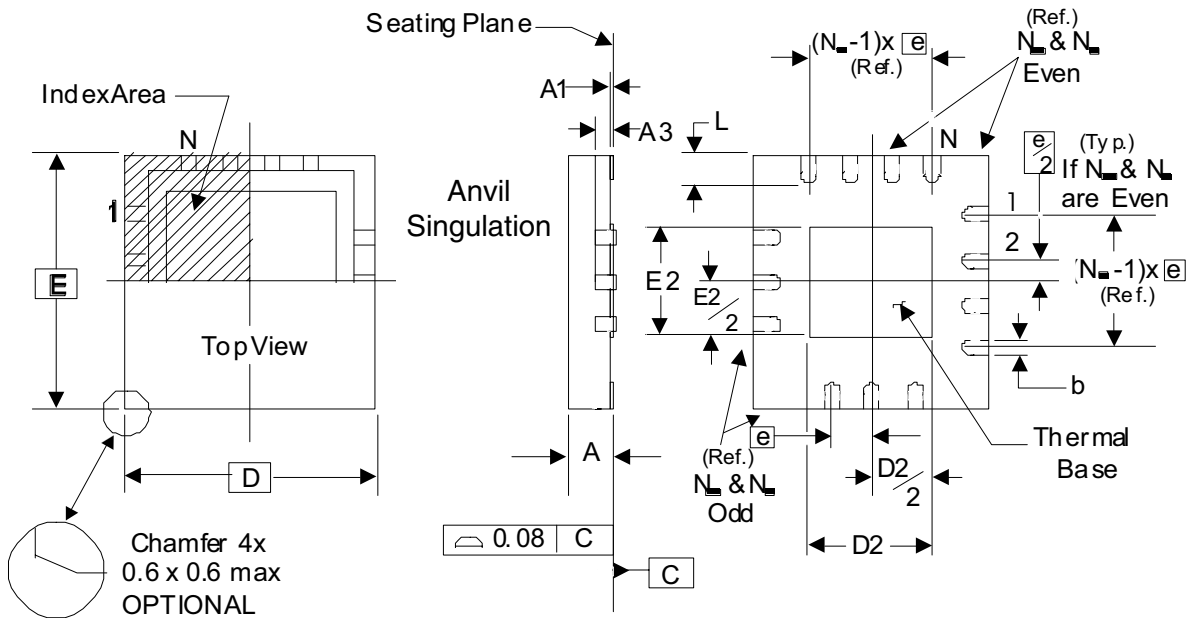 Seating Plane
Index Area
N
1
E
Top View
D
Chamfer 4x
0.6 x 0.6 max
OPTIONAL
A1
A3
Anvil
Singulation
A
0.08 C
C
L
E2
E2
2
(N -1)x e
(Ref.)
(Ref.)
N & N
Even
N
e
2
(Typ.)
If N & N
are Even
1
2
(N -1)x e
(Ref.)
b
Thermal
Base
e
(Ref.)
N & N
Odd
D2
2
D2